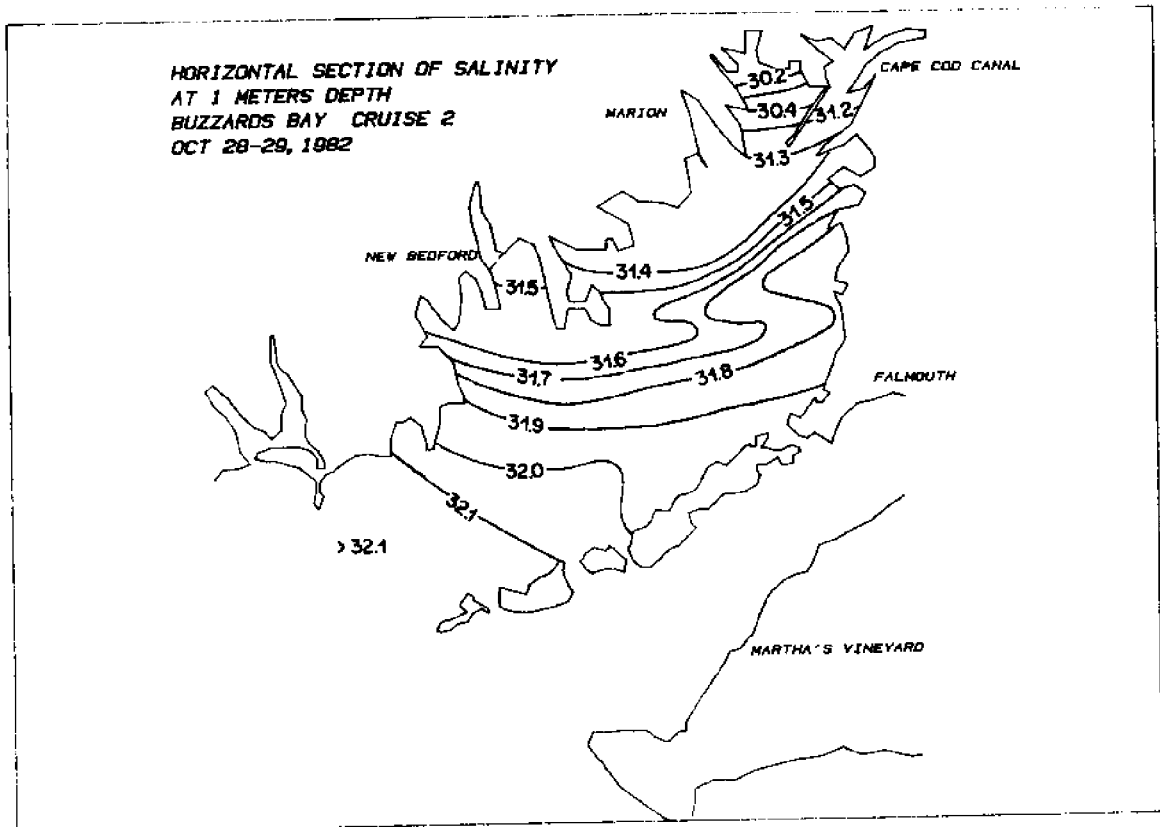 HORIZONTAL SECTION OF SALINITY
AT 1 METERS DEPTH
BUZZARDS BAY CRUISE 2
OCT 28-29, 1982
CAPE COD CANAL
MARION
30.2
30.4
31.2
31.3
31.5
NEW BEDFORD
31.4
31.5
31.6
31.7
31.8
FALMOUTH
31.9
32.0
32.1
> 32.1
MARTHA'S VINEYARD